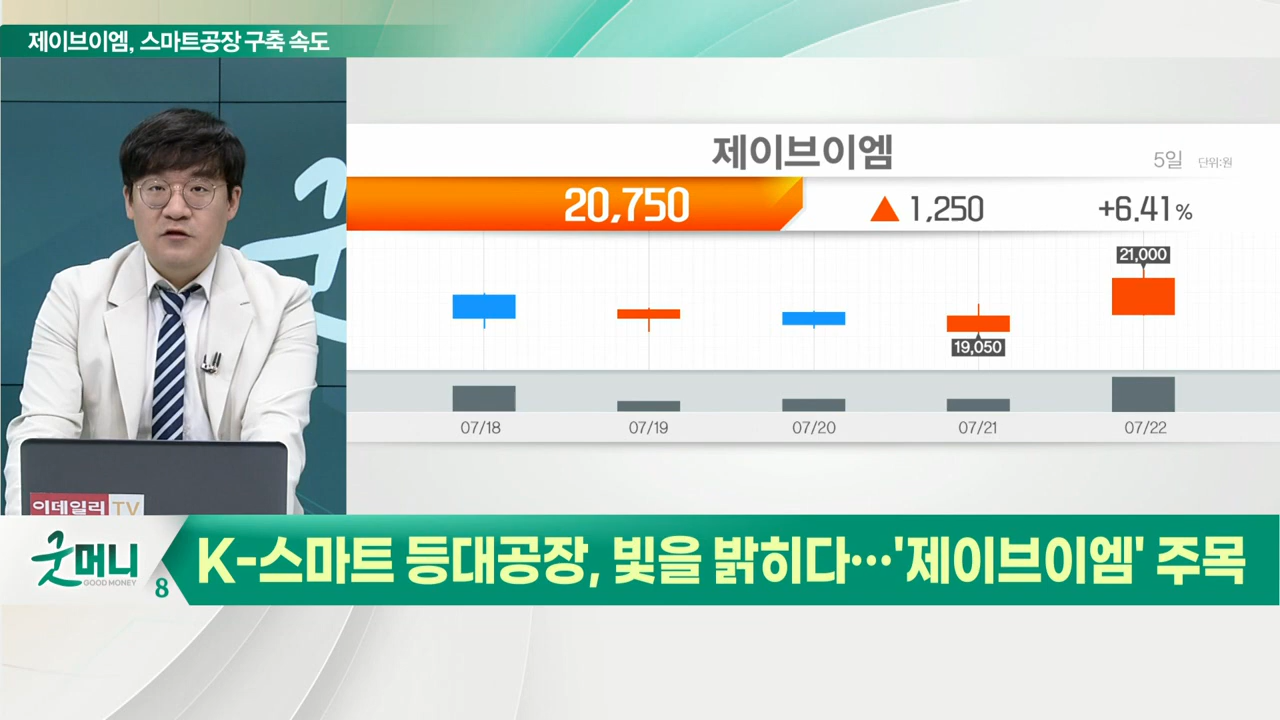 제이브이엠, 스마트공장 구축 속도
제이브이엠
5일 단위:원
20,750 ▲ 1,250 +6.41%
21,000
19,050
07/18 07/19 07/20 07/21 07/22
이데일리 TV
굿머니
GOOD MONEY
8
K-스마트 등대공장, 빛을 밝히다…'제이브이엠' 주목